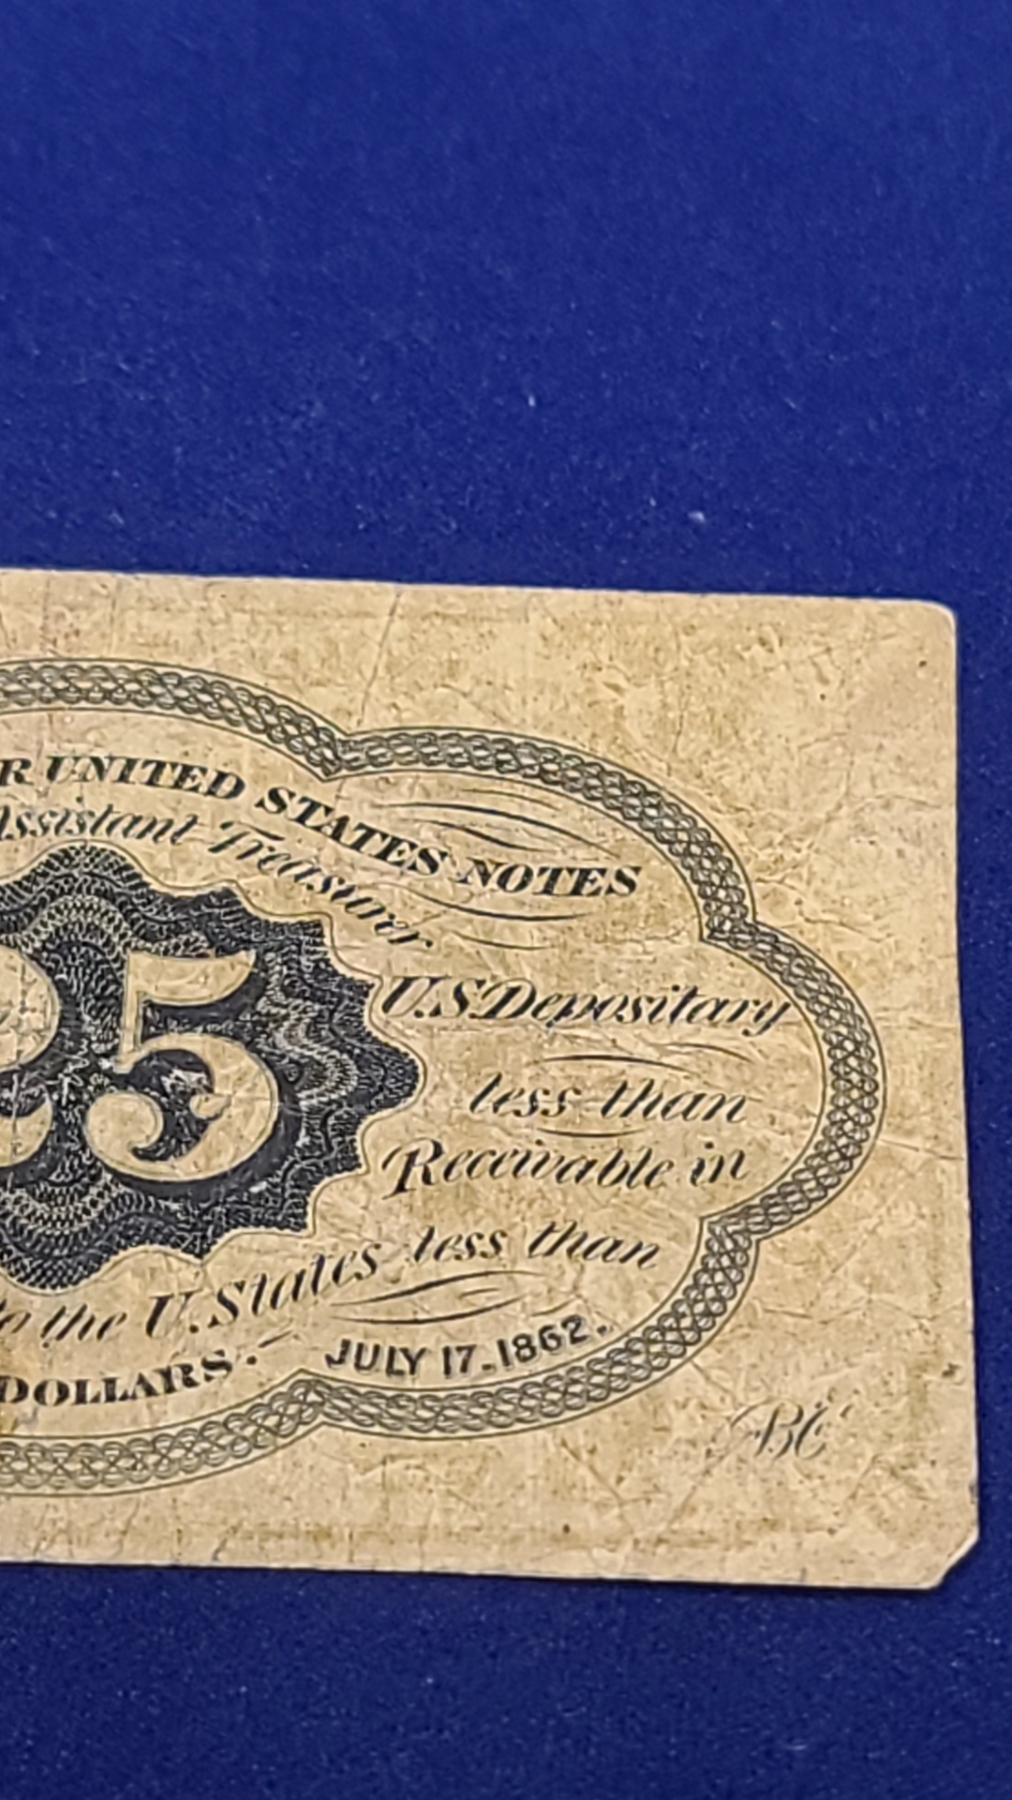 R UNITED STATES NOTES
Assistant Treasurer
U.S. Depositary
25
less than
Receivable in
to the U. States less than
DOLLARS.
JULY 17. 1862.